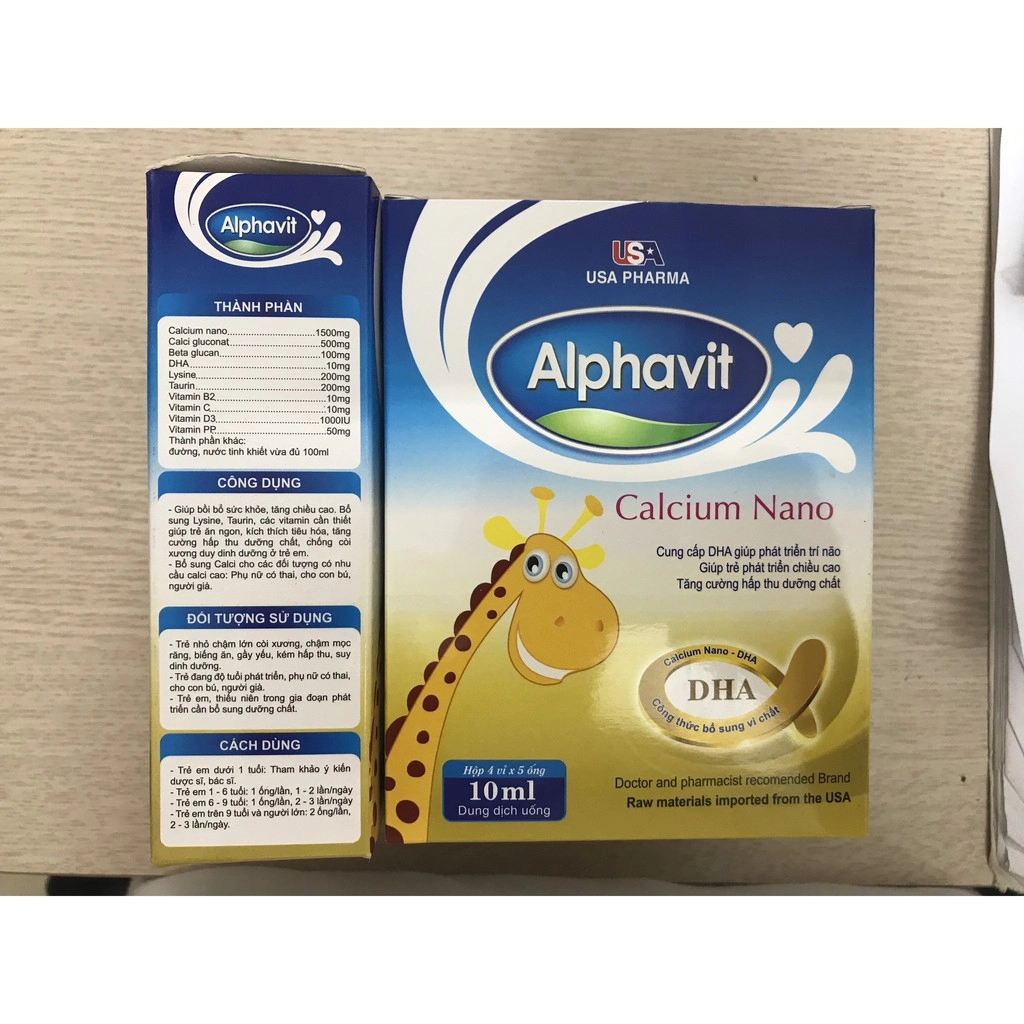 Alphavit
THÀNH PHẦN
Calcium nano..........................1500mg
Calci gluconat..........................500mg
Beta glucan..............................100mg
DHA...........................................10mg
Lysine......................................200mg
Taurin......................................200mg
Vitamin B2.................................10mg
Vitamin C...................................10mg
Vitamin D3..............................1000IU
Vitamin PP.................................50mg
Thành phần khác:
đường, nước tinh khiết vừa đủ 100ml
CÔNG DỤNG
- Giúp bồi bổ sức khỏe, tăng chiều cao. Bổ
sung Lysine, Taurin, các vitamin cần thiết
giúp trẻ ăn ngon, kích thích tiêu hóa, tăng
cường hấp thu dưỡng chất, chống còi
xương duy dinh dưỡng ở trẻ em.
- Bổ sung Calci cho các đối tượng có nhu
cầu calci cao: Phụ nữ có thai, cho con bú,
người già.
ĐỐI TƯỢNG SỬ DỤNG
- Trẻ nhỏ chậm lớn còi xương, chậm mọc
răng, biếng ăn, gầy yếu, kém hấp thu, suy
dinh dưỡng.
- Trẻ đang độ tuổi phát triển, phụ nữ có thai,
cho con bú, người già.
- Trẻ em, thiếu niên trong gia đoạn phát
triển cần bổ sung dưỡng chất.
CÁCH DÙNG
- Trẻ em dưới 1 tuổi: Tham khảo ý kiến
dược sĩ, bác sĩ.
- Trẻ em 1 - 6 tuổi: 1 ống/lần, 1 - 2 lần/ngày
- Trẻ em 6 - 9 tuổi: 1 ống/lần, 2 - 3 lần/ngày
- Trẻ em trên 9 tuổi và người lớn: 2 ống/lần,
2 - 3 lần/ngày.
USA
USA PHARMA
Alphavit
Calcium Nano
Cung cấp DHA giúp phát triển trí não
Giúp trẻ phát triển chiều cao
Tăng cường hấp thu dưỡng chất
Calcium Nano - DHA
DHA
Công thức bổ sung vi chất
Hộp 4 vỉ x 5 ống
10ml
Dung dịch uống
Doctor and pharmacist recomended Brand
Raw materials imported from the USA